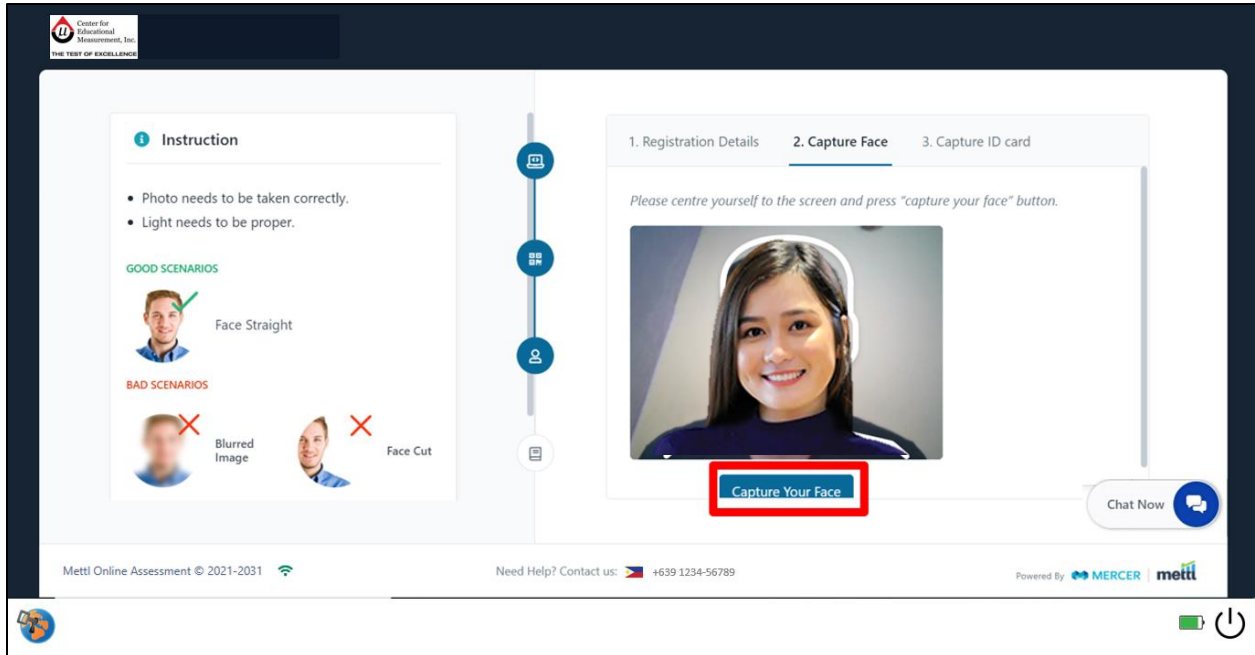 Center for
Educational
Measurement, Inc.
THE TEST OF EXCELLENCE
Instruction
Photo needs to be taken correctly.
Light needs to be proper.
GOOD SCENARIOS
Face Straight
BAD SCENARIOS
Blurred
Image
Face Cut
1. Registration Details
2. Capture Face
3. Capture ID card
Please centre yourself to the screen and press "capture your face" button.
Capture Your Face
Chat Now
Mettl Online Assessment © 2021-2031
Need Help? Contact us:
+639 1234-56789
Powered By
MERCER
mettl